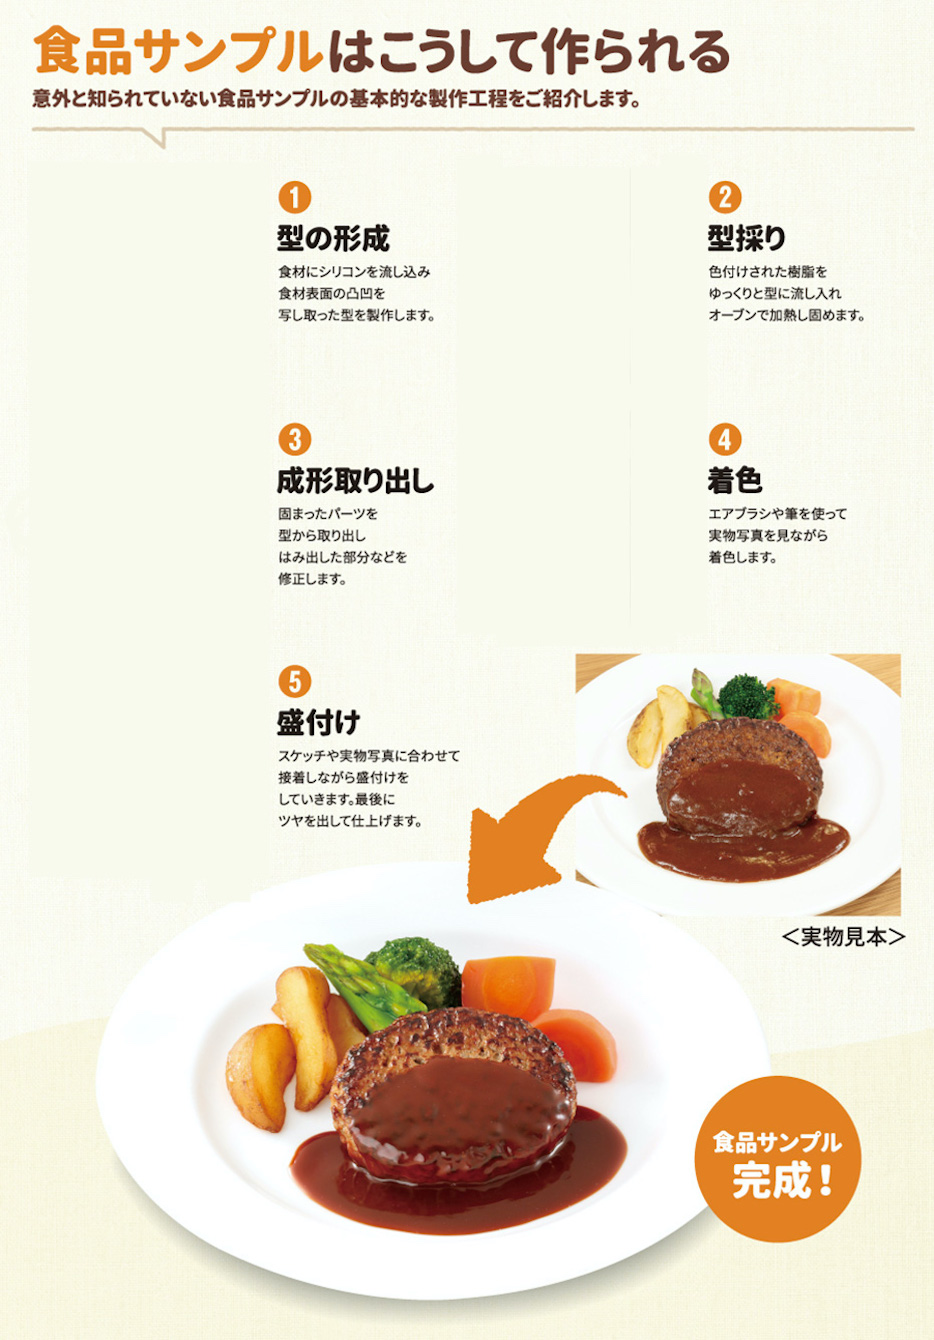 食品サンプルはこうして作られる
意外と知られていない食品サンプルの基本的な製作工程をご紹介します。
1
型の形成
食材にシリコンを流し込み
食材表面の凸凹を
写し取った型を製作します。
2
型採り
色付けされた樹脂を
ゆっくりと型に流し入れ
オーブンで加熱し固めます。
3
成形取り出し
固まったパーツを
型から取り出し
はみ出した部分などを
修正します。
4
着色
エアブラシや筆を使って
実物写真を見ながら
着色します。
5
盛付け
スケッチや実物写真に合わせて
接着しながら盛付けを
していきます。最後に
ツヤを出して仕上げます。
＜実物見本＞
食品サンプル
完成！